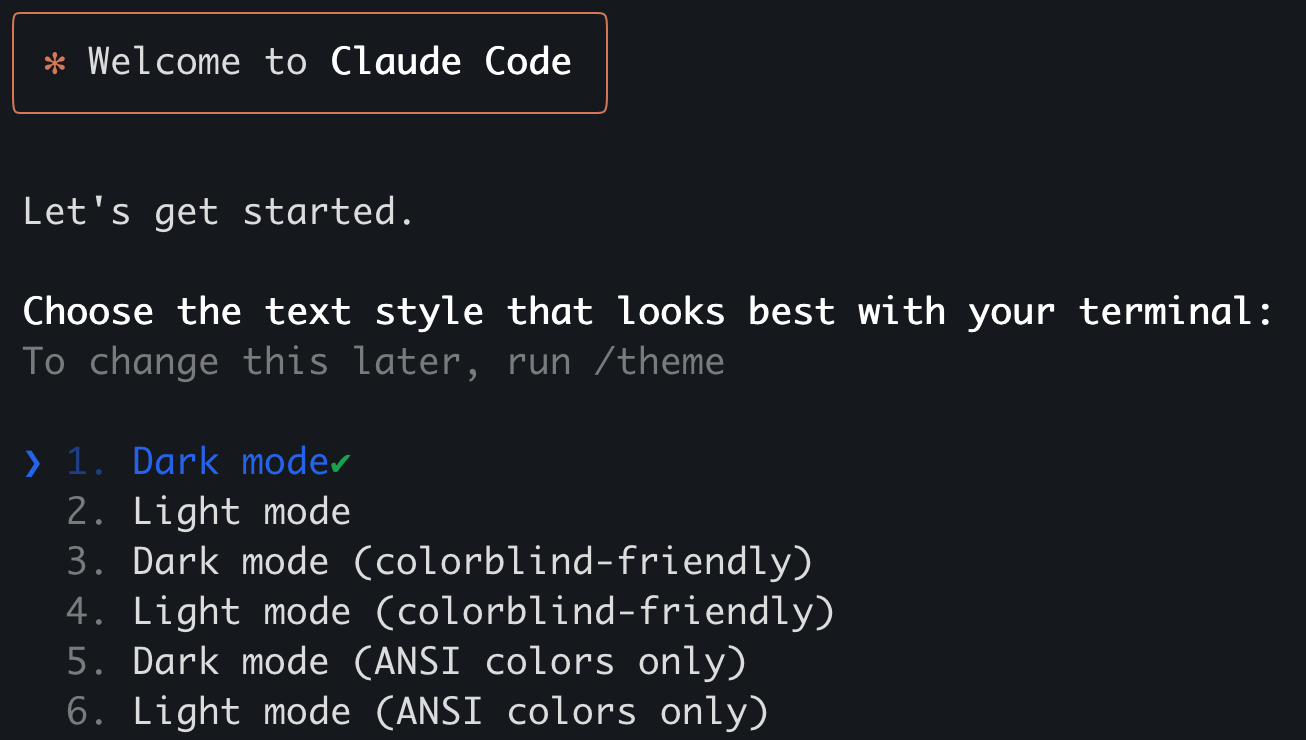 ✻ Welcome to Claude Code
Let's get started.
Choose the text style that looks best with your terminal:
To change this later, run /theme
❯ 1. Dark mode✔
2. Light mode
3. Dark mode (colorblind-friendly)
4. Light mode (colorblind-friendly)
5. Dark mode (ANSI colors only)
6. Light mode (ANSI colors only)